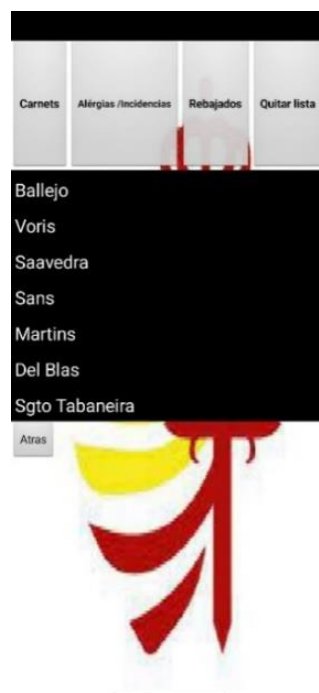 Carnets
Alérgias /Incidencias
Rebajados
Quitar lista
Ballejo
Voris
Saavedra
Sans
Martins
Del Blas
Sgto Tabaneira
Atras